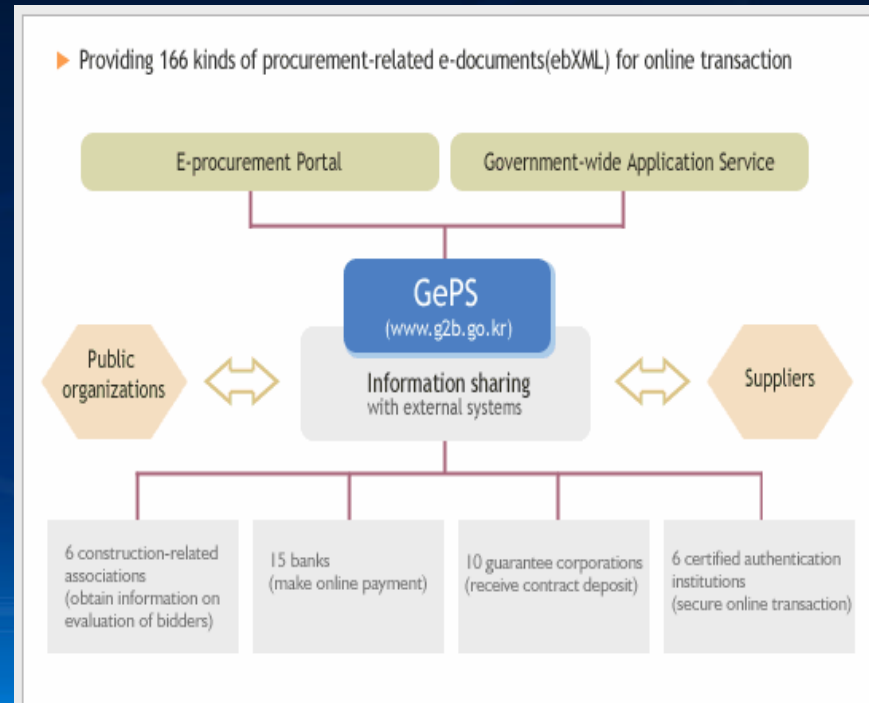 Providing 166 kinds of procurement-related e-documents(ebXML) for online transaction
E-procurement Portal
Government-wide Application Service
GePS
(www.g2b.go.kr)
Public
organizations
Information sharing
with external systems
Suppliers
6 construction-related
associations
(obtain information on
evaluation of bidders)
15 banks
(make online payment)
10 guarantee corporations
(receive contract deposit)
6 certified authentication
institutions
(secure online transaction)